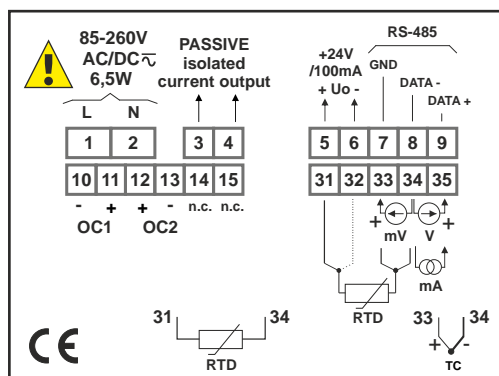 85-260V
AC/DC
6,5W
L N
PASSIVE
isolated
current output
+24V
/100mA
+ Uo -
RS-485
GND
DATA -
DATA +
1 2 3 4 5 6 7 8 9
10 11 12 13 14 15 31 32 33 34 35
- + + - n.c. n.c.
OC1 OC2
+ mV V +
mA
RTD
31 34
RTD
33 34
+ -
TC
CE